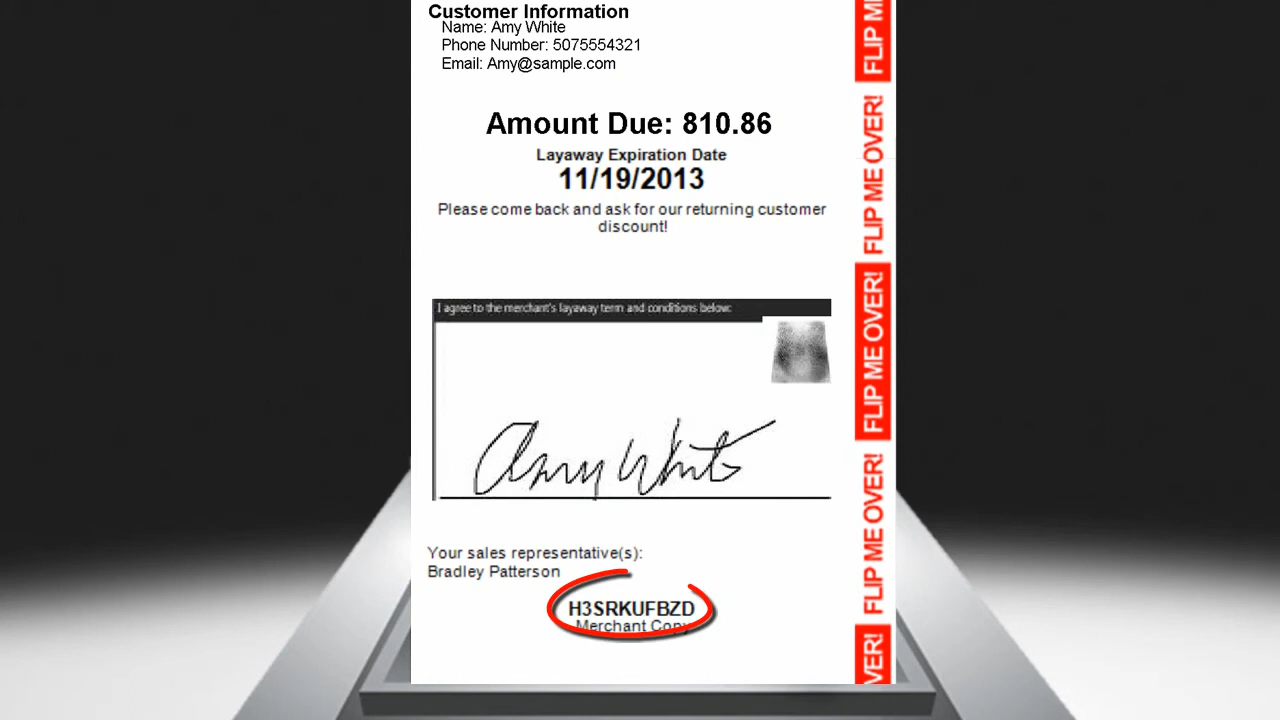 Customer Information
Name: Amy White
Phone Number: 5075554321
Email: Amy@sample.com
Amount Due: 810.86
Layaway Expiration Date
11/19/2013
Please come back and ask for our returning customer
discount!
I agree to the merchant's layaway term and conditions below:
Amy White
Your sales representative(s):
Bradley Patterson
H3SRKUFBZD
Merchant Copy
FLIP ME
FLIP ME OVER!
FLIP ME OVER!
FLIP ME OVER!
VER!